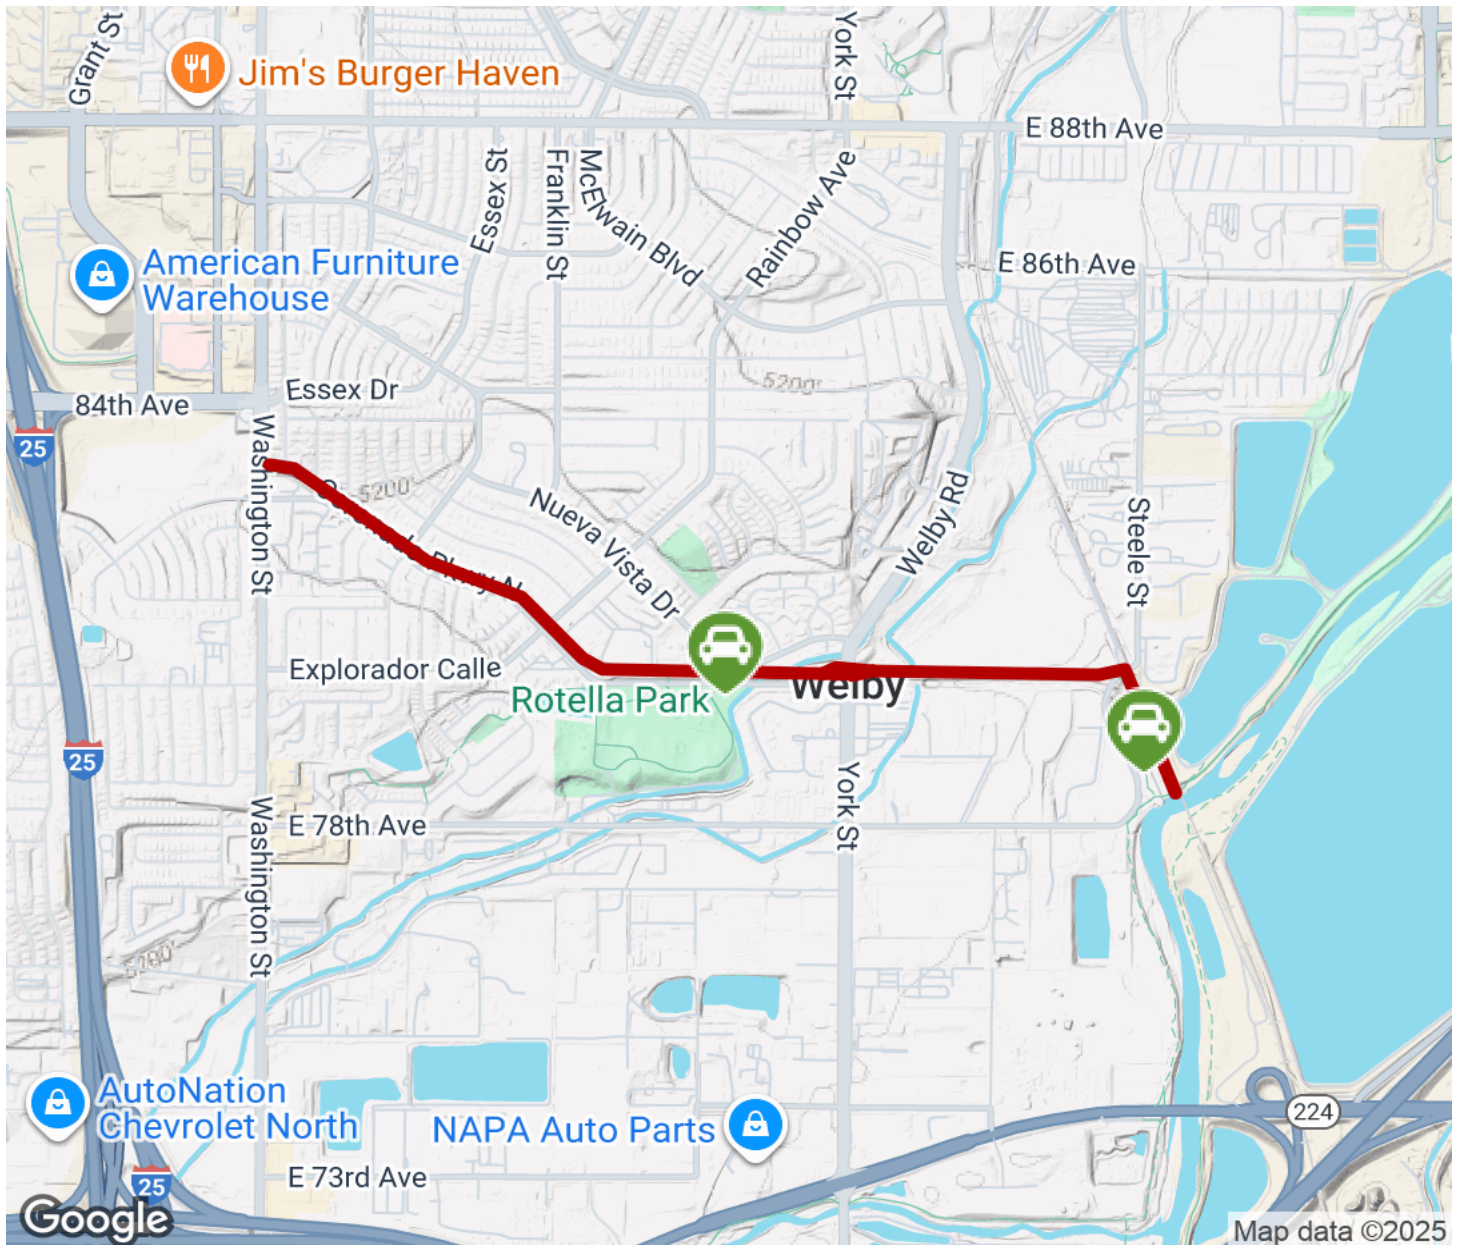 Grant St
York St
Jim's Burger Haven
E 88th Ave
Essex St
Franklin St
McElwain Blvd
Rainbow Ave
American Furniture
Warehouse
E 86th Ave
5200'
Essex Dr
84th Ave
25
Washington St
5200
Nueva Vista Dr
Welby Rd
Steele St
Explorador Calle
Rotella Park
Welby
25
Washington St
E 78th Ave
York St
5180'
AutoNation
Chevrolet North
NAPA Auto Parts
224
E 73rd Ave
25
Google
Map data ©2025